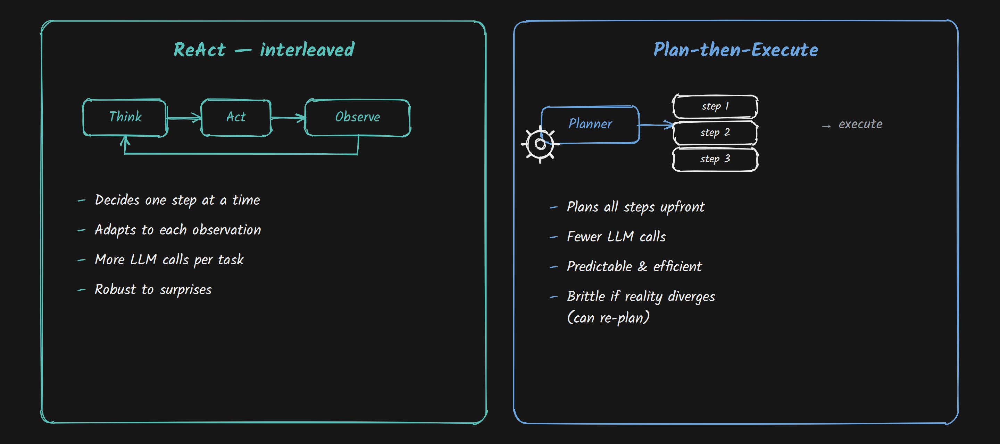 ReAct — interleaved
Think
Act
Observe
– Decides one step at a time
– Adapts to each observation
– More LLM calls per task
– Robust to surprises
Plan-then-Execute
Planner
step 1
step 2
step 3
→ execute
– Plans all steps upfront
– Fewer LLM calls
– Predictable & efficient
– Brittle if reality diverges
(can re-plan)